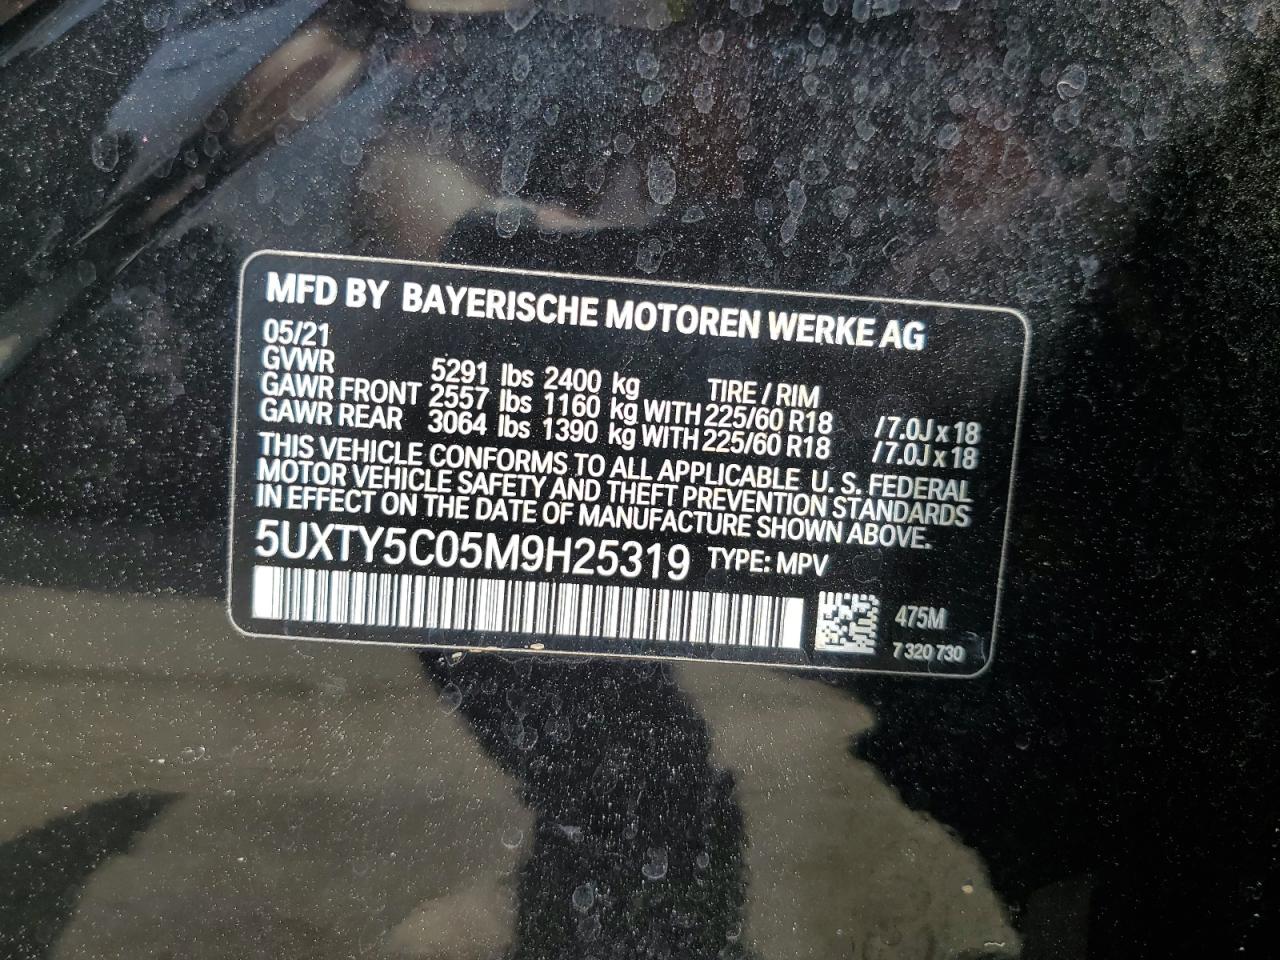 MFD BY BAYERISCHE MOTOREN WERKE AG
05/21
GVWR 5291 lbs 2400 kg TIRE / RIM
GAWR FRONT 2557 lbs 1160 kg WITH 225/60 R18 / 7.0J x 18
GAWR REAR 3064 lbs 1390 kg WITH 225/60 R18 / 7.0J x 18
THIS VEHICLE CONFORMS TO ALL APPLICABLE U. S. FEDERAL
MOTOR VEHICLE SAFETY AND THEFT PREVENTION STANDARDS
IN EFFECT ON THE DATE OF MANUFACTURE SHOWN ABOVE.
5UXTY5C05M9H25319 TYPE: MPV
475M
7 320 730